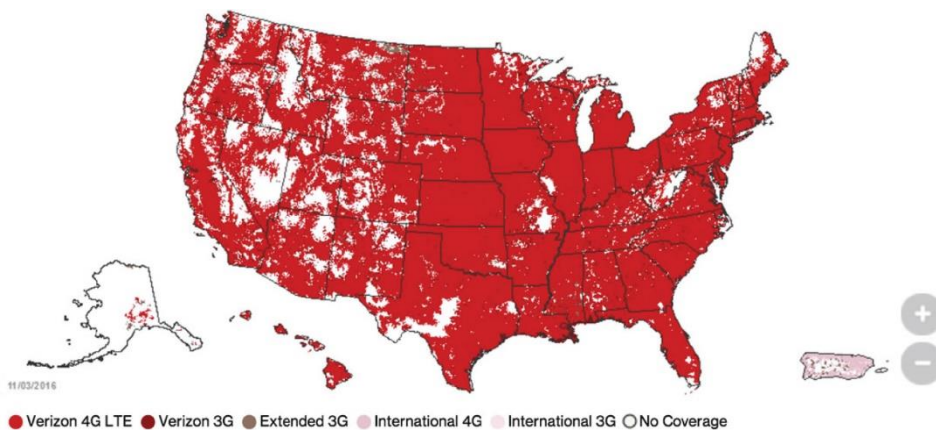 +
−
11/03/2016
Verizon 4G LTE Verizon 3G Extended 3G International 4G International 3G No Coverage